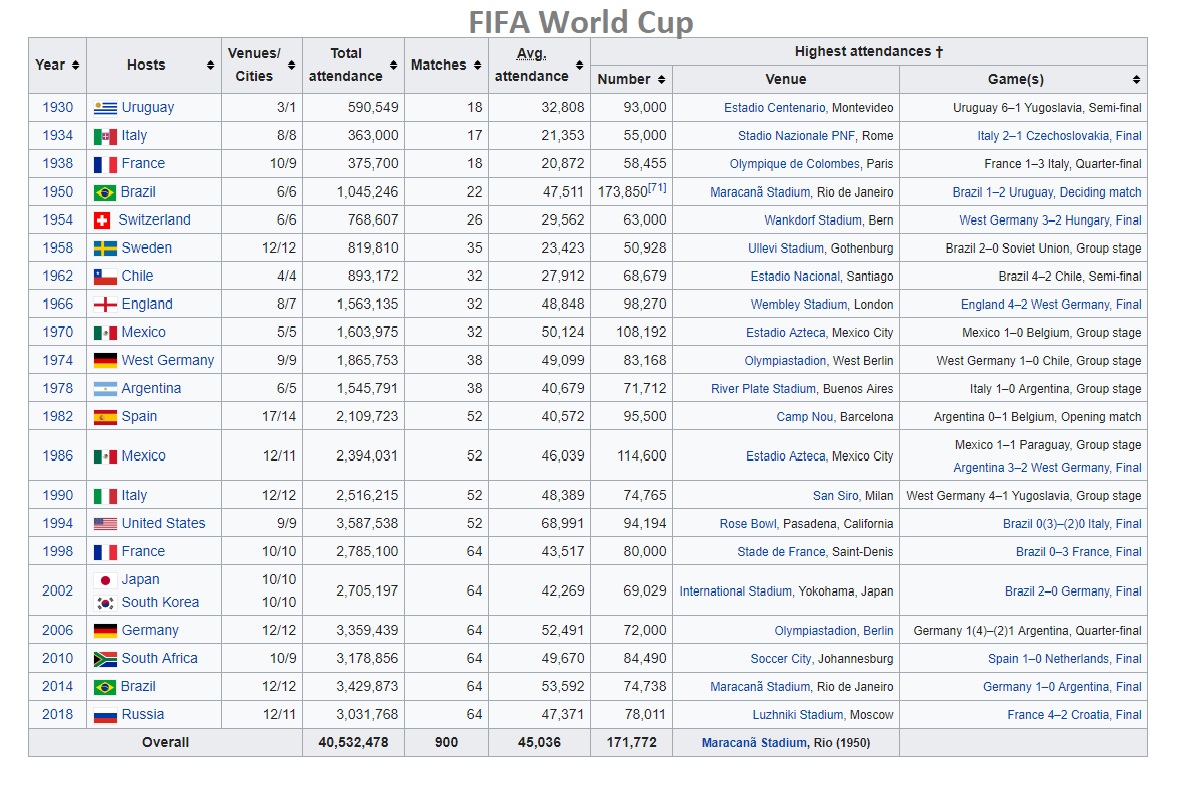 FIFA World Cup
Year Hosts Venues/ Cities Total attendance Matches Avg. attendance Highest attendances †
Number Venue Game(s)
1930 Uruguay 3/1 590,549 18 32,808 93,000 Estadio Centenario, Montevideo Uruguay 6–1 Yugoslavia, Semi-final
1934 Italy 8/8 363,000 17 21,353 55,000 Stadio Nazionale PNF, Rome Italy 2–1 Czechoslovakia, Final
1938 France 10/9 375,700 18 20,872 58,455 Olympique de Colombes, Paris France 1–3 Italy, Quarter-final
1950 Brazil 6/6 1,045,246 22 47,511 173,850[71] Maracanã Stadium, Rio de Janeiro Brazil 1–2 Uruguay, Deciding match
1954 Switzerland 6/6 768,607 26 29,562 63,000 Wankdorf Stadium, Bern West Germany 3–2 Hungary, Final
1958 Sweden 12/12 819,810 35 23,423 50,928 Ullevi Stadium, Gothenburg Brazil 2–0 Soviet Union, Group stage
1962 Chile 4/4 893,172 32 27,912 68,679 Estadio Nacional, Santiago Brazil 4–2 Chile, Semi-final
1966 England 8/7 1,563,135 32 48,848 98,270 Wembley Stadium, London England 4–2 West Germany, Final
1970 Mexico 5/5 1,603,975 32 50,124 108,192 Estadio Azteca, Mexico City Mexico 1–0 Belgium, Group stage
1974 West Germany 9/9 1,865,753 38 49,099 83,168 Olympiastadion, West Berlin West Germany 1–0 Chile, Group stage
1978 Argentina 6/5 1,545,791 38 40,679 71,712 River Plate Stadium, Buenos Aires Italy 1–0 Argentina, Group stage
1982 Spain 17/14 2,109,723 52 40,572 95,500 Camp Nou, Barcelona Argentina 0–1 Belgium, Opening match
1986 Mexico 12/11 2,394,031 52 46,039 114,600 Estadio Azteca, Mexico City Mexico 1–1 Paraguay, Group stage
Argentina 3–2 West Germany, Final
1990 Italy 12/12 2,516,215 52 48,389 74,765 San Siro, Milan West Germany 4–1 Yugoslavia, Group stage
1994 United States 9/9 3,587,538 52 68,991 94,194 Rose Bowl, Pasadena, California Brazil 0(3)–(2)0 Italy, Final
1998 France 10/10 2,785,100 64 43,517 80,000 Stade de France, Saint-Denis Brazil 0–3 France, Final
2002 Japan 10/10 2,705,197 64 42,269 69,029 International Stadium, Yokohama, Japan Brazil 2–0 Germany, Final
South Korea 10/10
2006 Germany 12/12 3,359,439 64 52,491 72,000 Olympiastadion, Berlin Germany 1(4)–(2)1 Argentina, Quarter-final
2010 South Africa 10/9 3,178,856 64 49,670 84,490 Soccer City, Johannesburg Spain 1–0 Netherlands, Final
2014 Brazil 12/12 3,429,873 64 53,592 74,738 Maracanã Stadium, Rio de Janeiro Germany 1–0 Argentina, Final
2018 Russia 12/11 3,031,768 64 47,371 78,011 Luzhniki Stadium, Moscow France 4–2 Croatia, Final
Overall 40,532,478 900 45,036 171,772 Maracanã Stadium, Rio (1950)